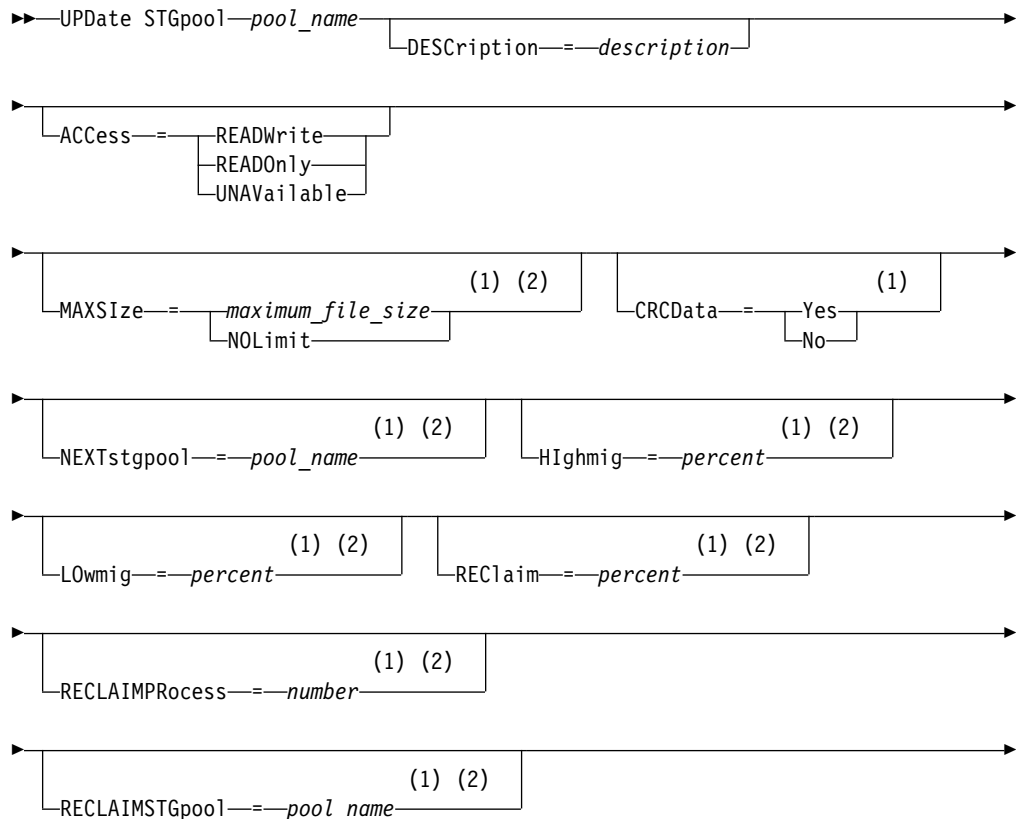 UPDate STGpool pool_name
DESCription = description
ACCess = READWrite
READOnly
UNAVailable
(1) (2) (1)
MAXSIze = maximum_file_size CRCData = Yes
NOLimit No
(1) (2) (1) (2)
NEXTstgpool = pool_name HIghmig = percent
(1) (2) (1) (2)
LOwmig = percent REClaim = percent
(1) (2)
RECLAIMPRocess = number
(1) (2)
RECLAIMSTGpool = pool name